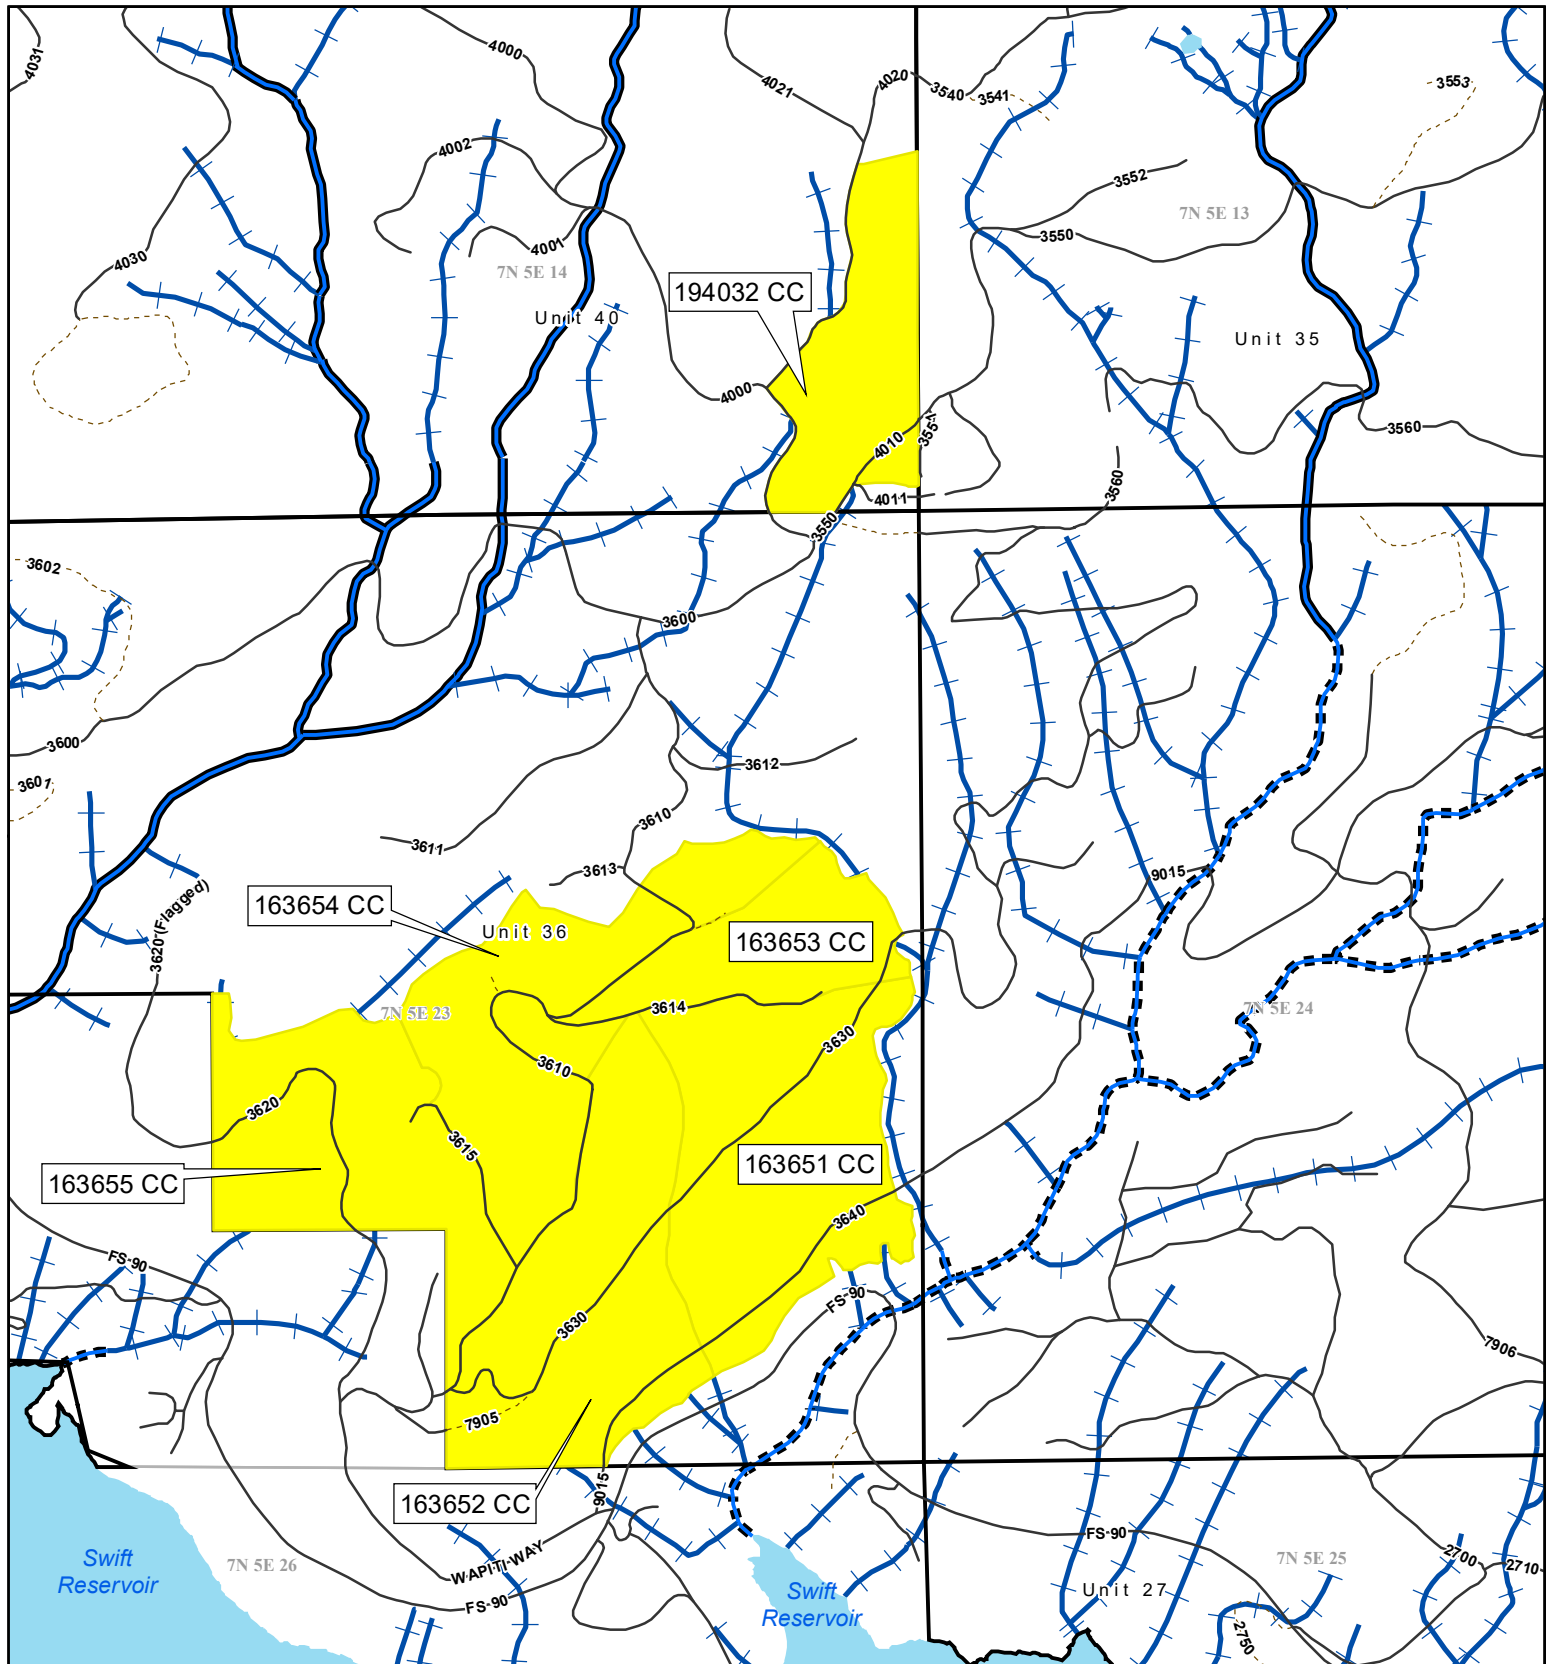 4031
4000
4021
4020
3540
3541
3553
4002
3552
7N 5E 13
4001
3550
4030
7N 5E 14
194032 CC
Unit 40
Unit 35
4000
3554
4010
3560
4011
3560
3550
3602
3600
3600
3612
3601
3610
3611
3613
9015
3620 (Flagged)
163654 CC
Unit 36
163653 CC
7N 5E 23
3614
7N 5E 24
3630
3610
3620
3615
163655 CC
163651 CC
3640
FS-90
FS-90
3630
7906
7905
163652 CC
9015
FS-90
WAPITI WAY
Swift
Reservoir
7N 5E 26
FS-90
Swift
Reservoir
7N 5E 25
2700
2710
Unit 27
2750